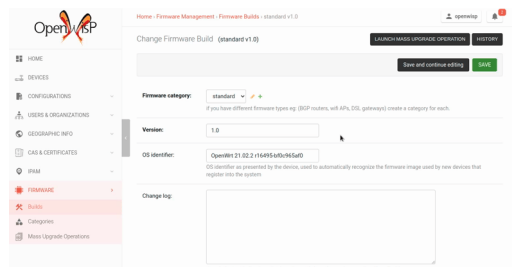 OpenWISP
Home › Firmware Management › Firmware Builds › standard v1.0
openwisp
Change Firmware Build (standard v1.0)
LAUNCH MASS UPGRADE OPERATION
HISTORY
Save and continue editing
SAVE
HOME
DEVICES
CONFIGURATIONS
USERS & ORGANIZATIONS
GEOGRAPHIC INFO
CAS & CERTIFICATES
IPAM
FIRMWARE
Builds
Categories
Mass Upgrade Operations
Firmware category:
standard
if you have different firmware types eg: (BGP routers, wifi APs, DSL gateways) create a category for each.
Version:
1.0
OS identifier:
OpenWrt 21.02.2 r16495-bf0c965af0
OS identifier as presented by the device, used to automatically recognize the firmware image used by new devices that
register into the system
Change log: